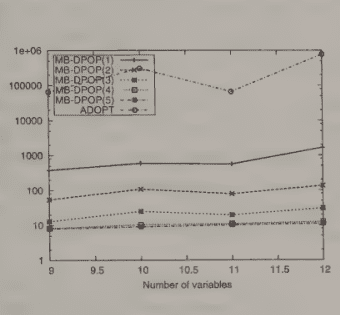 1e+06
100000
10000
1000
100
10
1
MB-DPOP(1)
MB-DPOP(2)
MB-DPOP(3)
MB-DPOP(4)
MB-DPOP(5)
ADOPT
9 9.5 10 10.5 11 11.5 12
Number of variables